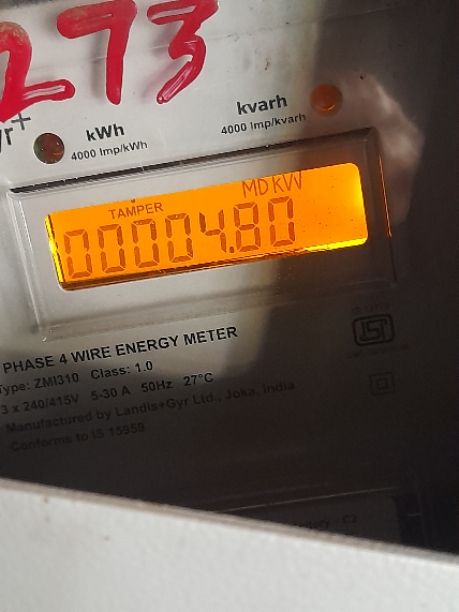 273
yr+
kWh
4000 Imp/kWh
kvarh
4000 Imp/kvarh
MD KW
TAMPER
00004.80
PHASE 4 WIRE ENERGY METER
Type: ZMI310 Class: 1.0
3 x 240/415V 5-30 A 50Hz 27°C
Manufactured by Landis+Gyr Ltd., Joka, India
Conforms to IS 15959